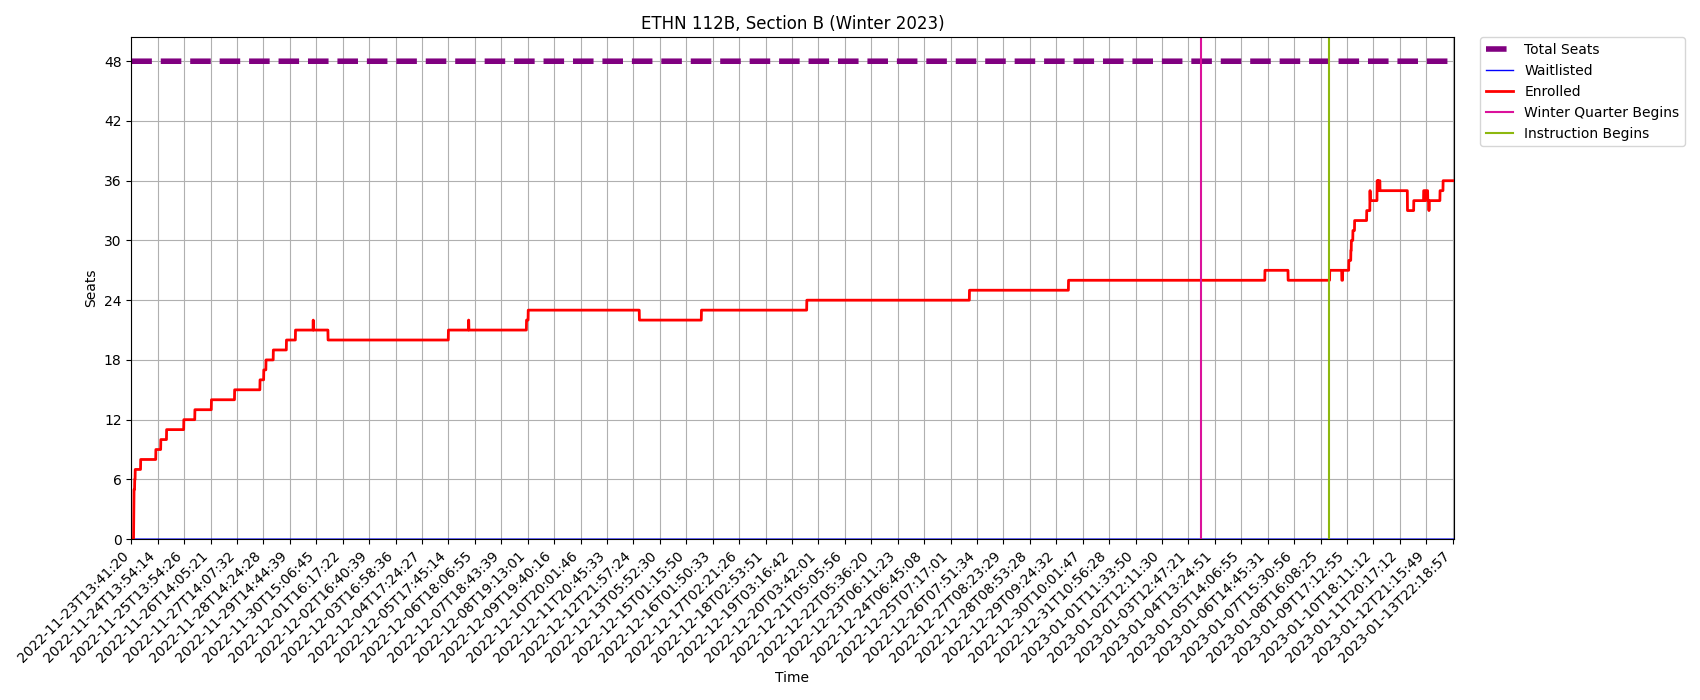 ETHN 112B, Section B (Winter 2023)
Total Seats
Waitlisted
Enrolled
Winter Quarter Begins
Instruction Begins
Seats
48
42
36
30
24
18
12
6
0
2022-11-23T13:41:20
2022-11-24T13:54:14
2022-11-25T13:54:26
2022-11-26T14:05:21
2022-11-27T14:07:32
2022-11-28T14:24:28
2022-11-29T14:44:39
2022-11-30T15:06:45
2022-12-01T16:17:22
2022-12-02T16:40:39
2022-12-03T16:58:36
2022-12-04T17:24:27
2022-12-05T17:45:14
2022-12-06T18:06:55
2022-12-07T18:43:39
2022-12-08T19:13:01
2022-12-09T19:40:16
2022-12-10T20:01:46
2022-12-11T20:45:33
2022-12-12T21:57:24
2022-12-13T05:52:30
2022-12-15T01:15:50
2022-12-16T01:50:33
2022-12-17T02:21:26
2022-12-18T02:53:51
2022-12-19T03:16:42
2022-12-20T03:42:01
2022-12-21T05:05:56
2022-12-22T05:36:20
2022-12-23T06:11:23
2022-12-24T06:45:08
2022-12-25T07:17:01
2022-12-26T07:51:34
2022-12-27T08:23:29
2022-12-28T08:53:28
2022-12-29T09:24:32
2022-12-30T10:01:47
2022-12-31T10:56:28
2023-01-01T11:33:50
2023-01-02T12:11:30
2023-01-03T12:47:21
2023-01-04T13:24:51
2023-01-05T14:06:55
2023-01-06T14:45:31
2023-01-07T15:30:56
2023-01-08T16:08:25
2023-01-09T17:12:55
2023-01-10T18:11:12
2023-01-11T20:17:12
2023-01-12T21:15:49
2023-01-13T22:18:57
Time